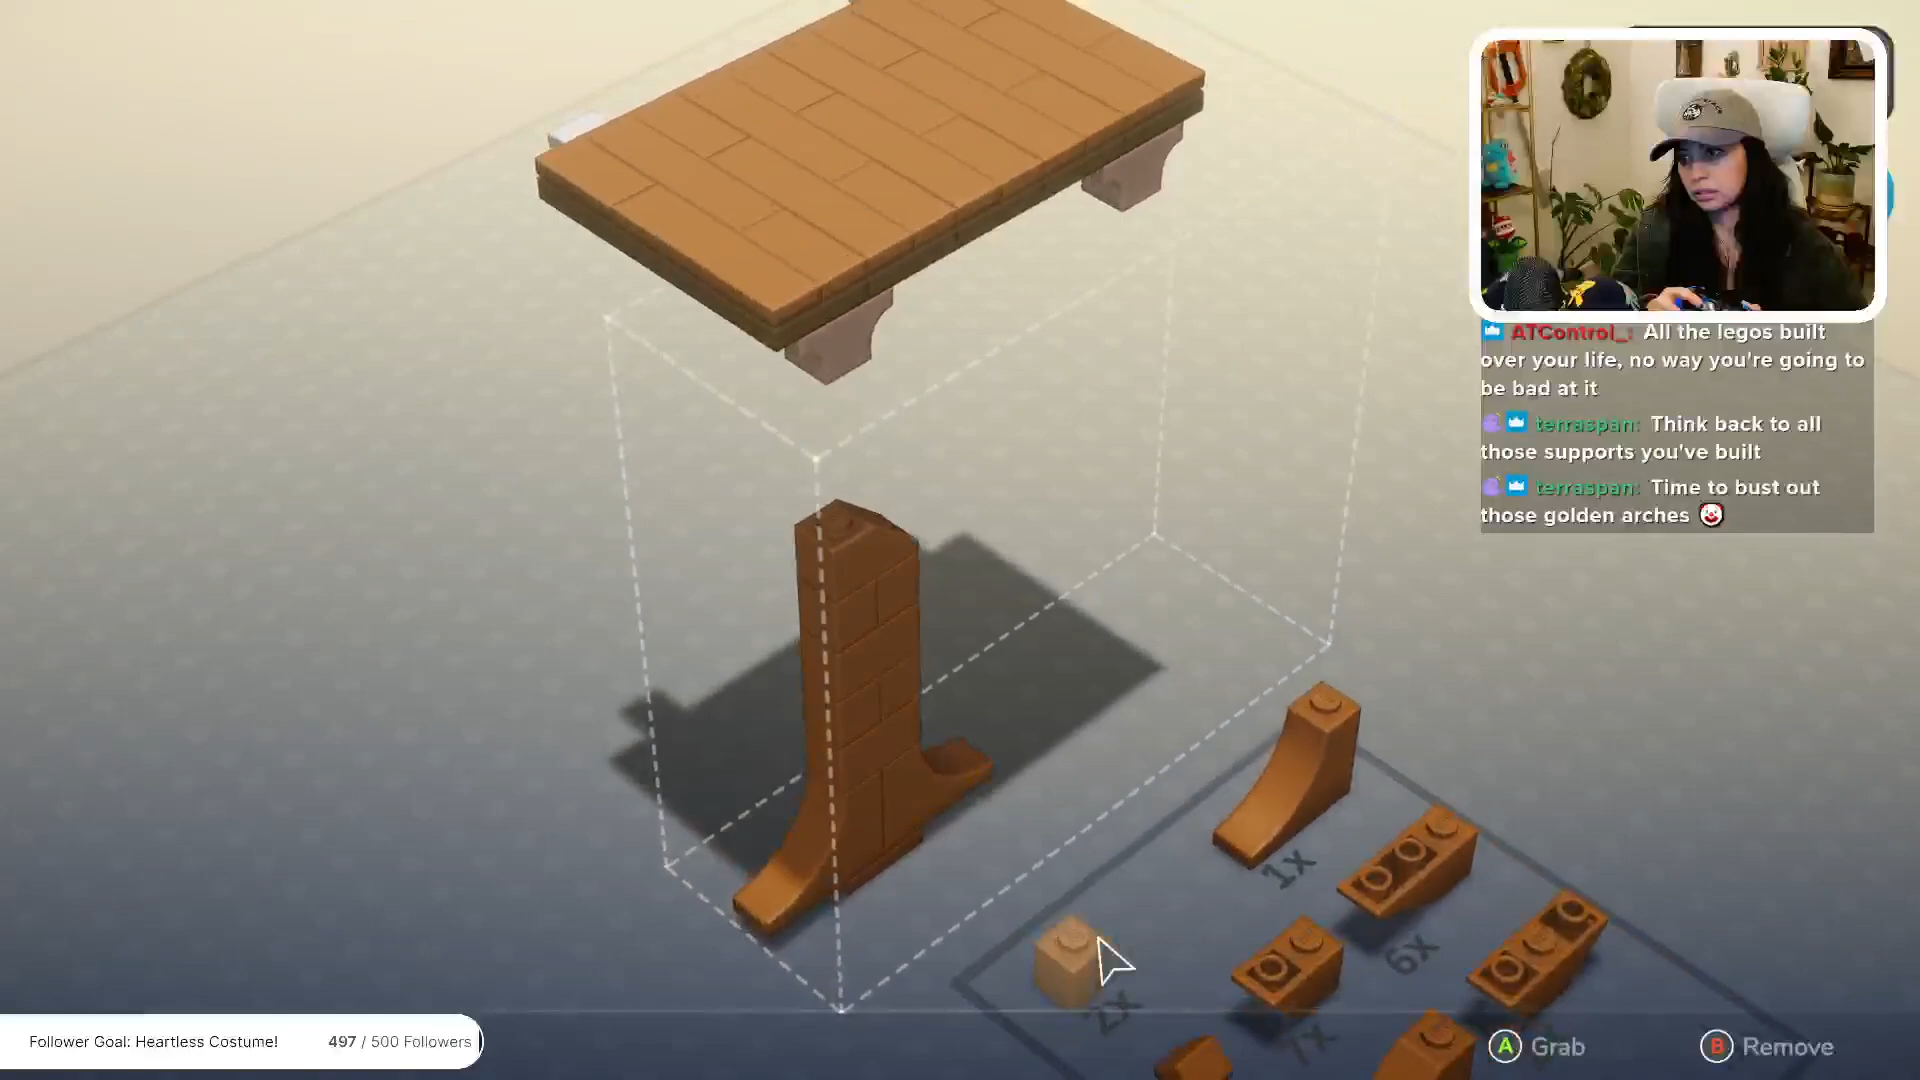 ATControl_: All the legos built
over your life, no way you're going to
be bad at it
terraspan: Think back to all
those supports you've built
terraspan: Time to bust out
those golden arches
1x
6x
2x
7x
Follower Goal: Heartless Costume! 497 / 500 Followers
A Grab
B Remove